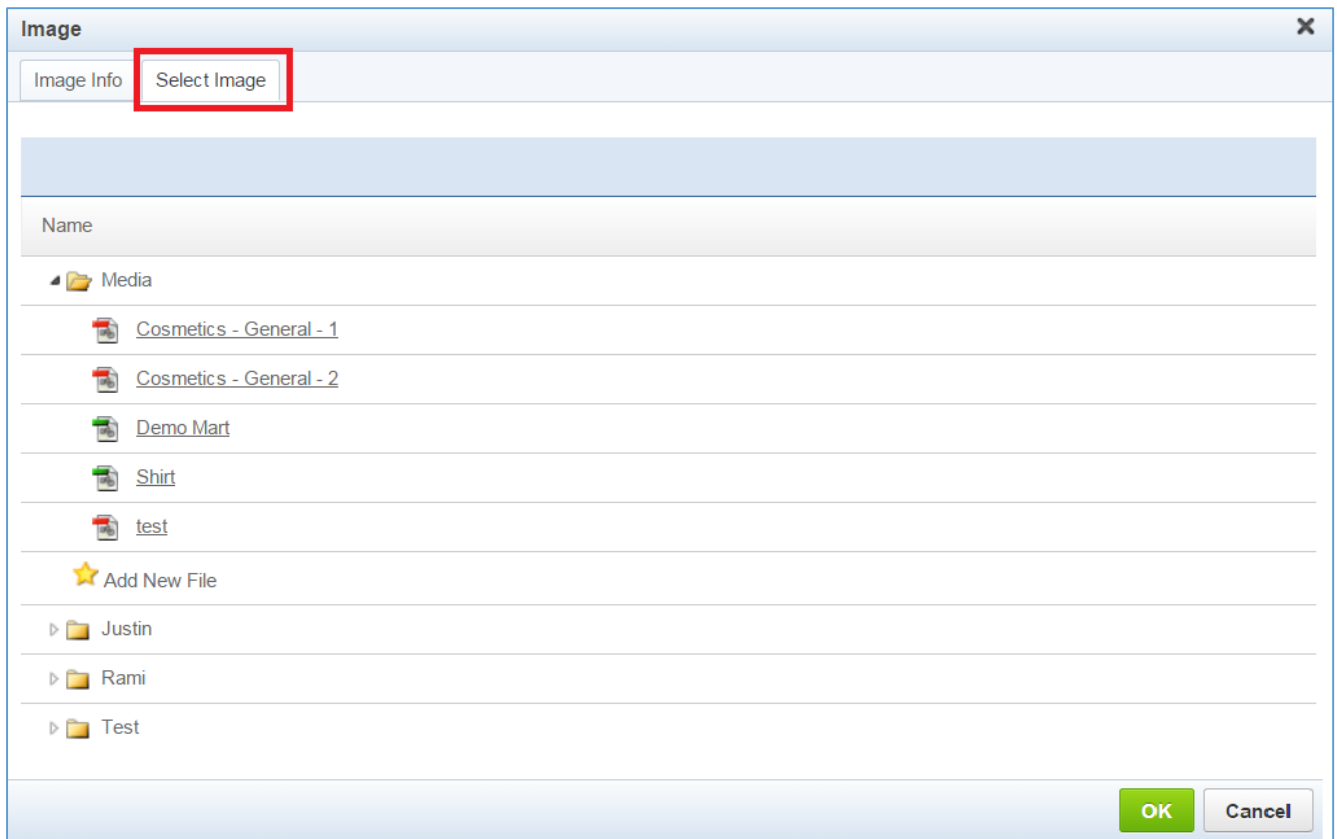 Image
Image Info Select Image
Name
Media
Cosmetics - General - 1
Cosmetics - General - 2
Demo Mart
Shirt
test
Add New File
Justin
Rami
Test
OK Cancel